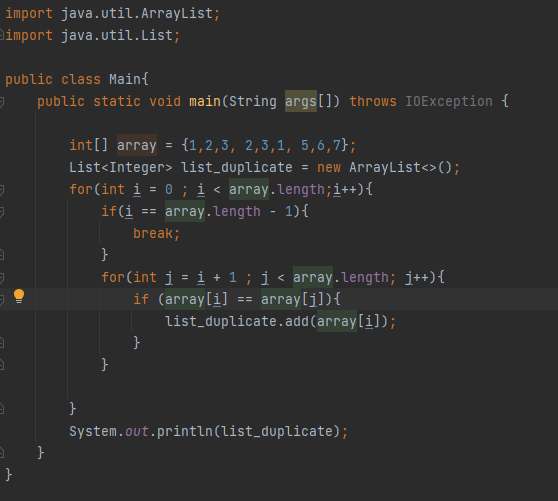 import java.util.ArrayList;
import java.util.List;
public class Main{
public static void main(String args[]) throws IOException {
int[] array = {1,2,3, 2,3,1, 5,6,7};
List<Integer> list_duplicate = new ArrayList<>();
for(int i = 0 ; i < array.length;i++){
if(i == array.length - 1){
break;
}
for(int j = i + 1 ; j < array.length; j++){
if (array[i] == array[j]){
list_duplicate.add(array[i]);
}
}
}
System.out.println(list_duplicate);
}
}